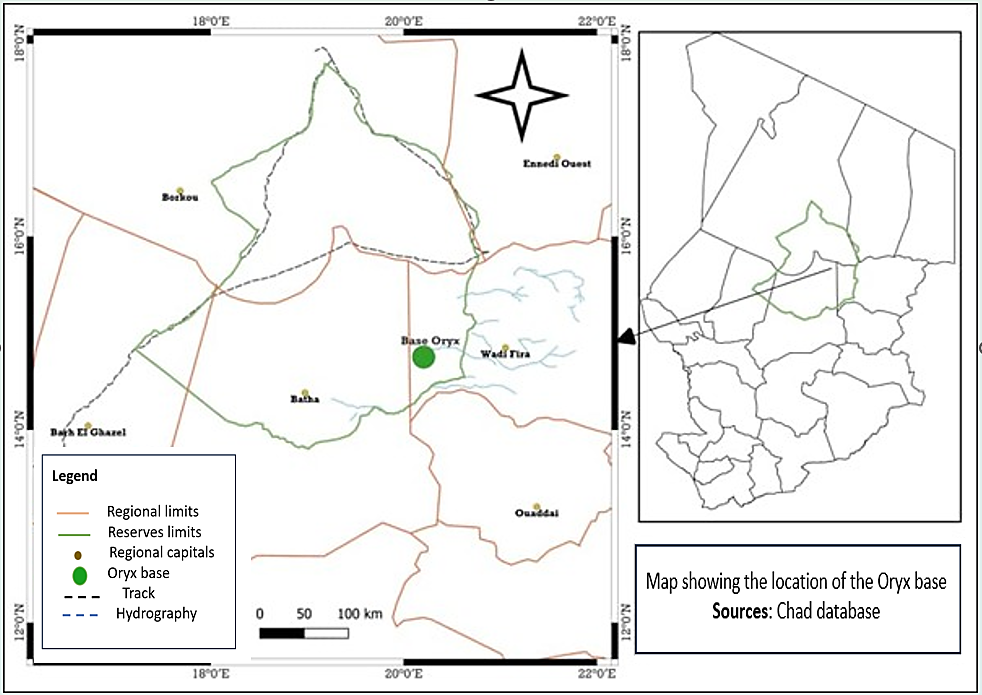 18°0'E 20°0'E 22°0'E
18°0'N 18°0'N
Ennedi Ouest
Borkou
16°0'N 16°0'N
Base Oryx
Wadi Fira
Batha
14°0'N 14°0'N
Barh El Ghazel
Ouaddai
12°0'N 12°0'N
18°0'E 20°0'E 22°0'E
Legend
Regional limits
Reserves limits
Regional capitals
Oryx base
Track
Hydrography
0 50 100 km
Map showing the location of the Oryx base
Sources: Chad database